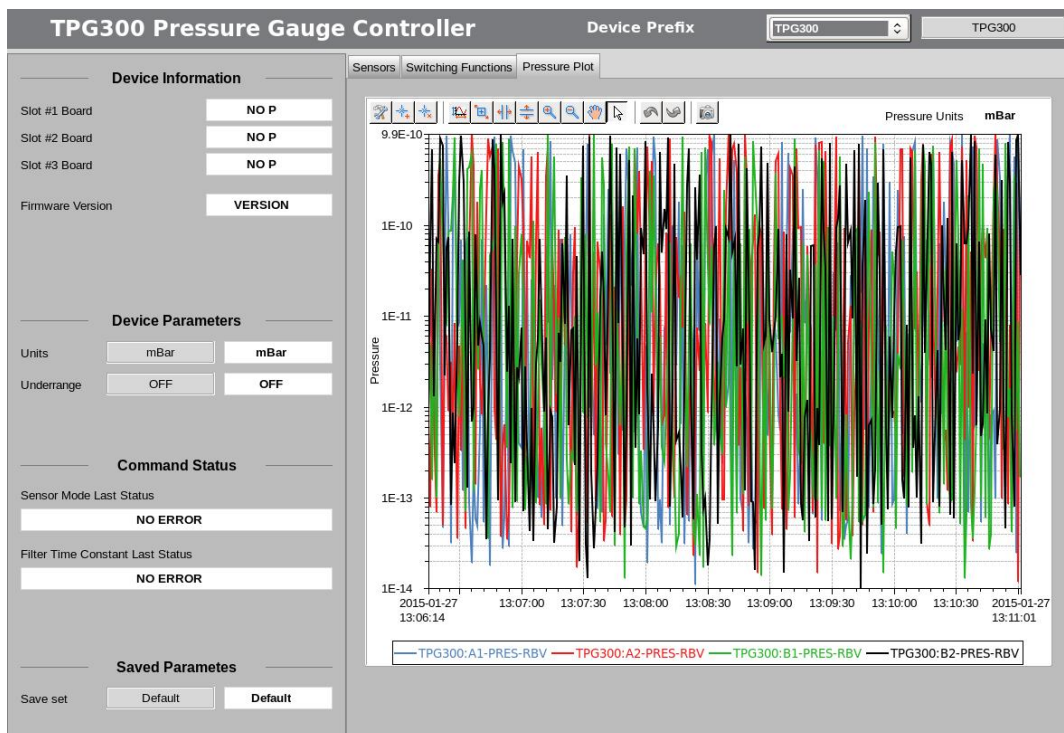 TPG300 Pressure Gauge Controller
Device Prefix
TPG300
TPG300
Device Information
Slot #1 Board NO P
Slot #2 Board NO P
Slot #3 Board NO P
Firmware Version VERSION
Device Parameters
Units mBar mBar
Underrange OFF OFF
Command Status
Sensor Mode Last Status
NO ERROR
Filter Time Constant Last Status
NO ERROR
Saved Parametes
Save set Default Default
Sensors Switching Functions Pressure Plot
Pressure Units mBar
9.9E-10
1E-10
1E-11
1E-12
1E-13
1E-14
Pressure
2015-01-27 13:07:00 13:07:30 13:08:00 13:08:30 13:09:00 13:09:30 13:10:00 13:10:30 2015-01-27
13:06:14 13:11:01
TPG300:A1-PRES-RBV TPG300:A2-PRES-RBV TPG300:B1-PRES-RBV TPG300:B2-PRES-RBV